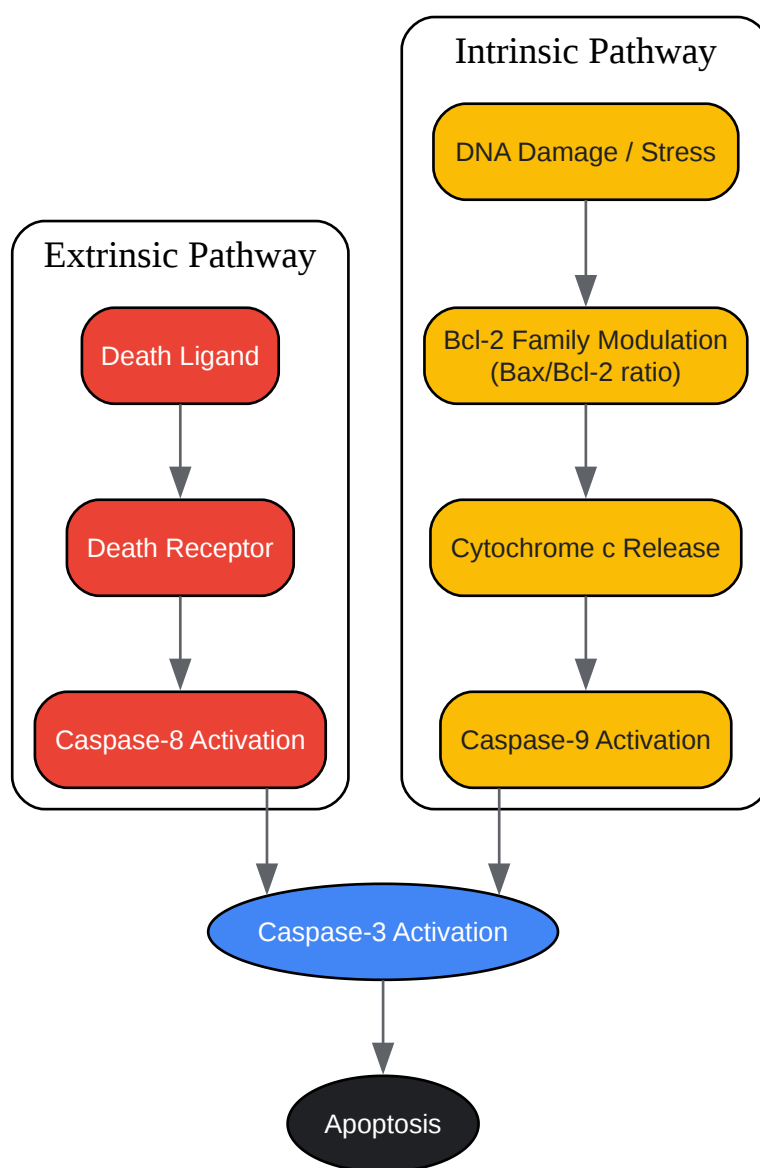 Extrinsic Pathway
Death Ligand
Death Receptor
Caspase-8 Activation
Intrinsic Pathway
DNA Damage / Stress
Bcl-2 Family Modulation
(Bax/Bcl-2 ratio)
Cytochrome c Release
Caspase-9 Activation
Caspase-3 Activation
Apoptosis